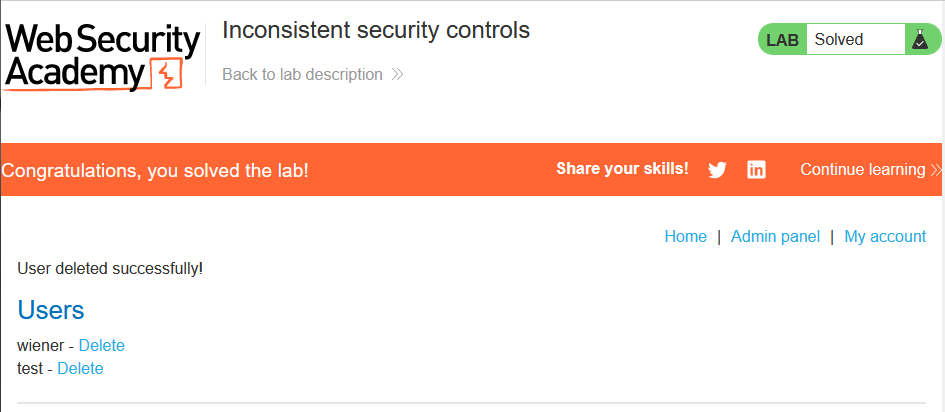 Web Security
Academy
Inconsistent security controls
Back to lab description
LAB Solved
Congratulations, you solved the lab!
Share your skills!
Continue learning
Home | Admin panel | My account
User deleted successfully!
Users
wiener - Delete
test - Delete